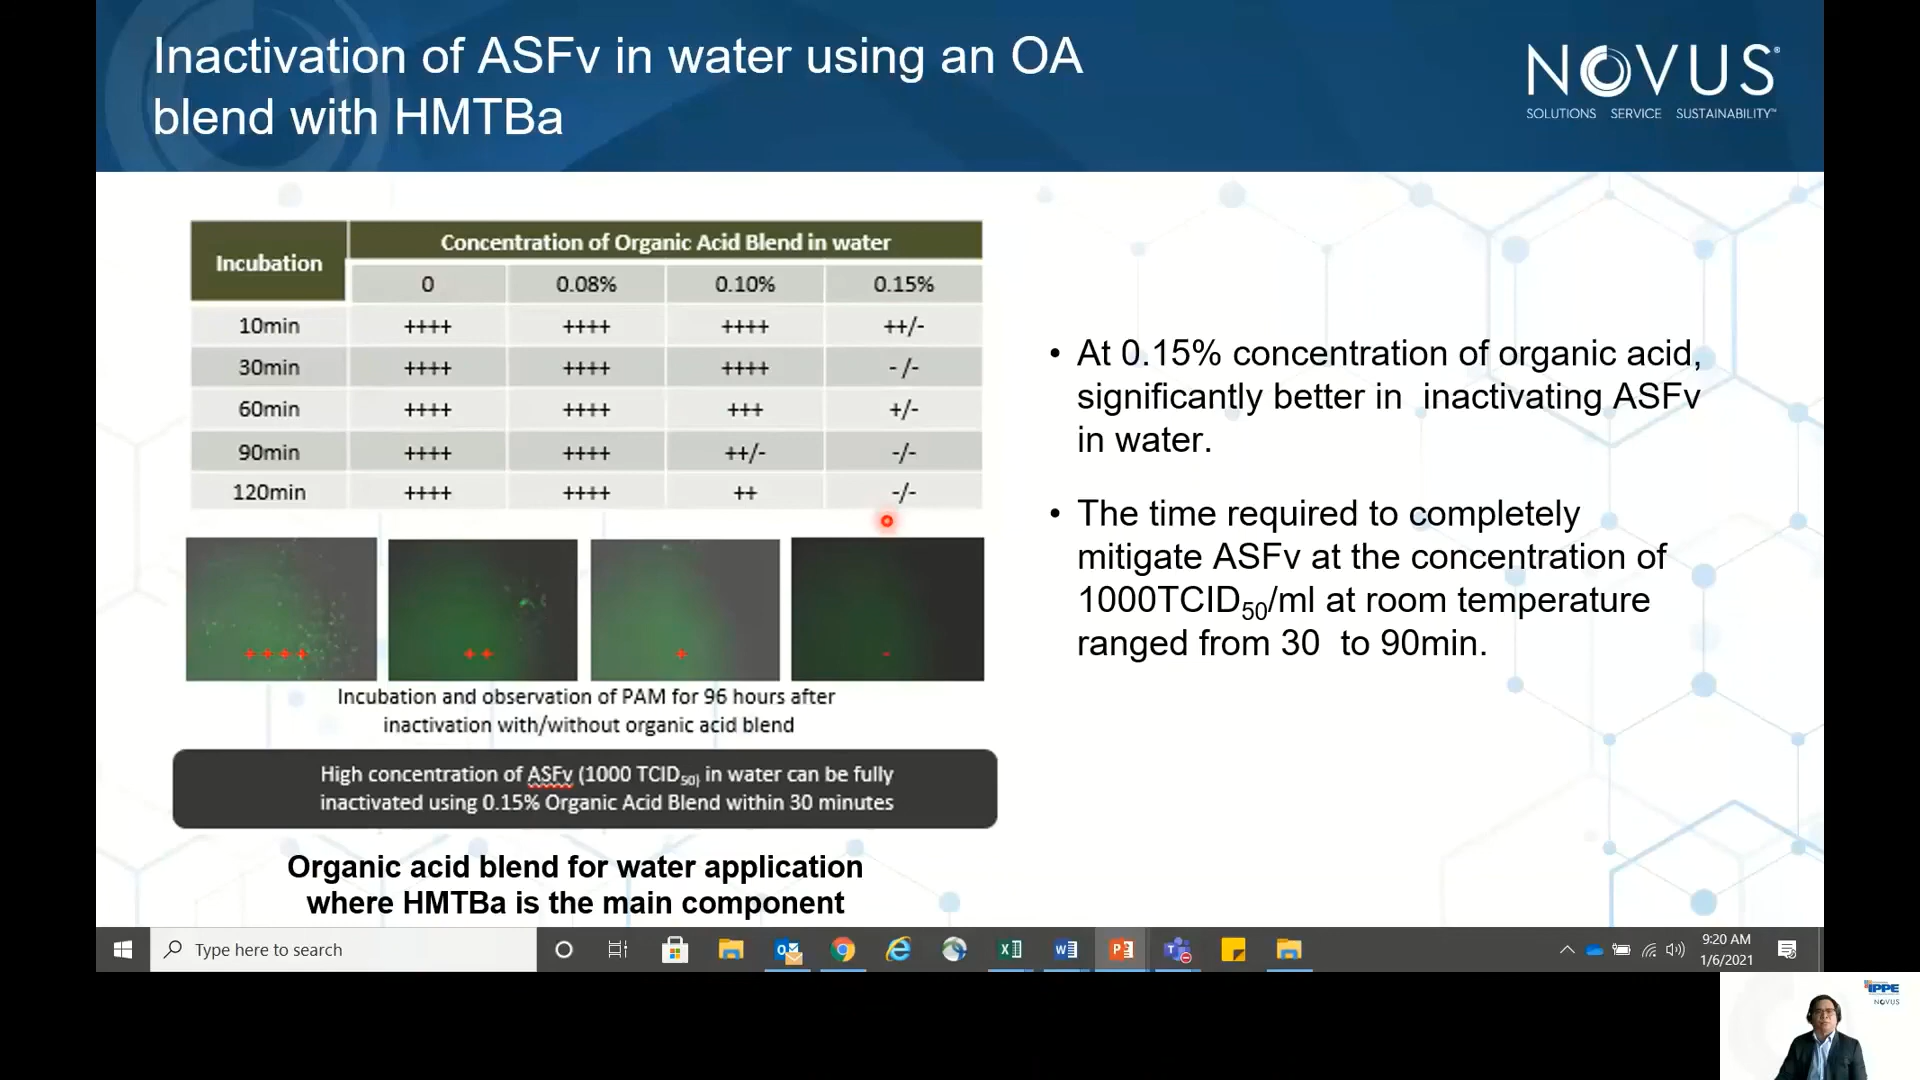 Inactivation of ASFv in water using an OA
blend with HMTBa
NOVUS®
SOLUTIONS SERVICE SUSTAINABILITY™
Incubation
Concentration of Organic Acid Blend in water
0 0.08% 0.10% 0.15%
10min ++++ ++++ ++++ ++/-
30min ++++ ++++ ++++ - /-
60min ++++ ++++ +++ +/-
90min ++++ ++++ ++/- -/-
120min ++++ ++++ ++ -/-
++++ ++ + -
Incubation and observation of PAM for 96 hours after
inactivation with/without organic acid blend
High concentration of ASFv (1000 TCID50) in water can be fully
inactivated using 0.15% Organic Acid Blend within 30 minutes
Organic acid blend for water application
where HMTBa is the main component
• At 0.15% concentration of organic acid,
significantly better in inactivating ASFv
in water.
• The time required to completely
mitigate ASFv at the concentration of
1000TCID50/ml at room temperature
ranged from 30 to 90min.
Type here to search
9:20 AM
1/6/2021
IPPE
NOVUS